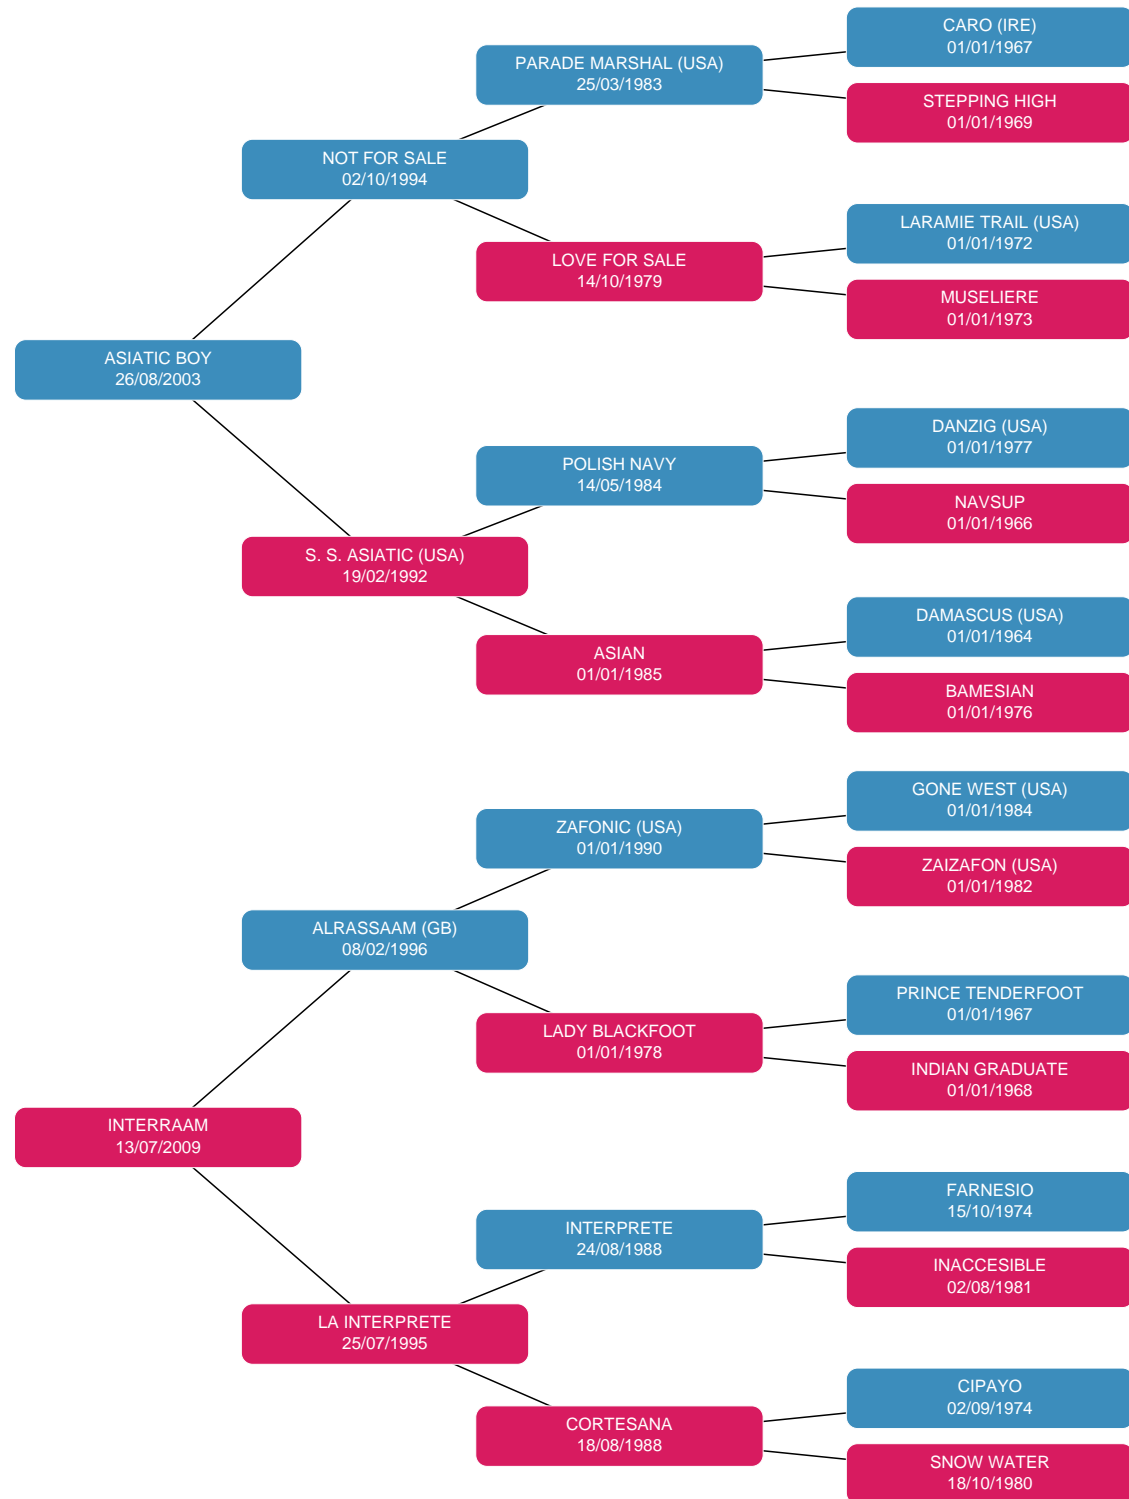 CARO (IRE)
01/01/1967
PARADE MARSHAL (USA)
25/03/1983
STEPPING HIGH
01/01/1969
NOT FOR SALE
02/10/1994
LARAMIE TRAIL (USA)
01/01/1972
LOVE FOR SALE
14/10/1979
MUSELIERE
01/01/1973
ASIATIC BOY
26/08/2003
DANZIG (USA)
01/01/1977
POLISH NAVY
14/05/1984
NAVSUP
01/01/1966
S. S. ASIATIC (USA)
19/02/1992
DAMASCUS (USA)
01/01/1964
ASIAN
01/01/1985
BAMESIAN
01/01/1976
GONE WEST (USA)
01/01/1984
ZAFONIC (USA)
01/01/1990
ZAIZAFON (USA)
01/01/1982
ALRASSAAM (GB)
08/02/1996
PRINCE TENDERFOOT
01/01/1967
LADY BLACKFOOT
01/01/1978
INDIAN GRADUATE
01/01/1968
INTERRAAM
13/07/2009
FARNESIO
15/10/1974
INTERPRETE
24/08/1988
INACCESIBLE
02/08/1981
LA INTERPRETE
25/07/1995
CIPAYO
02/09/1974
CORTESANA
18/08/1988
SNOW WATER
18/10/1980